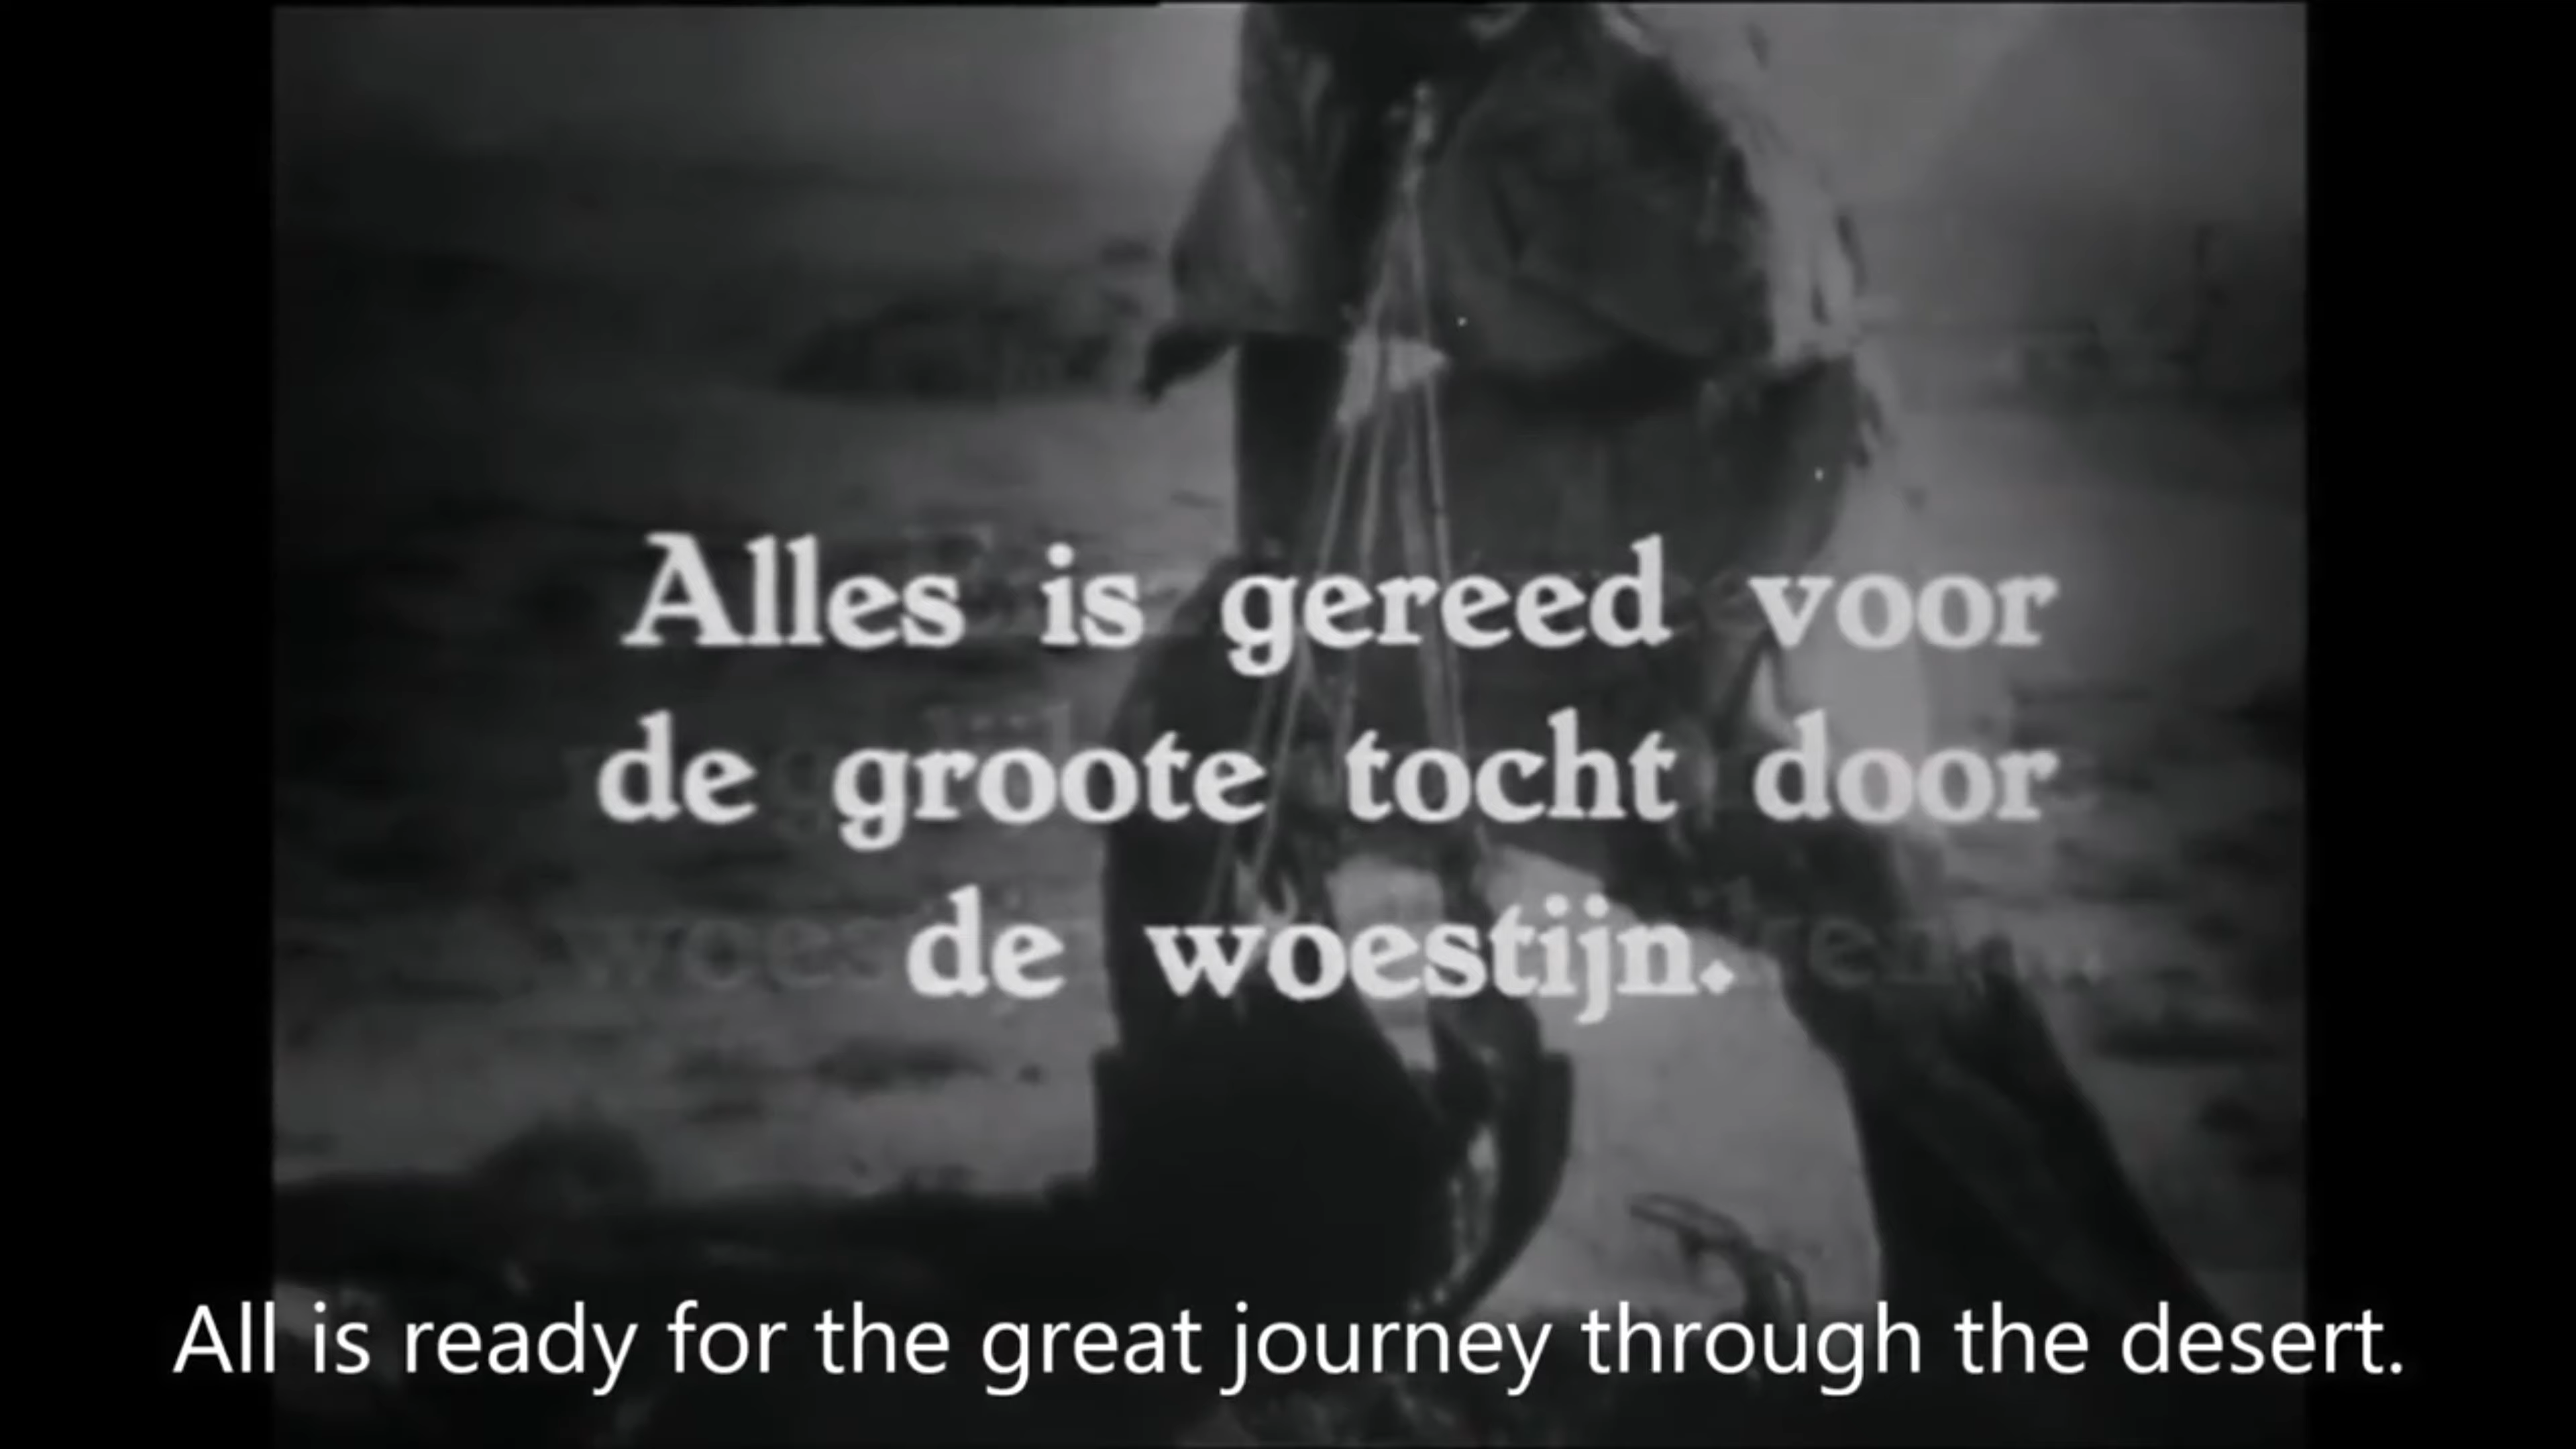 Alles is gereed voor
de groote tocht door
de woestijn.
All is ready for the great journey through the desert.